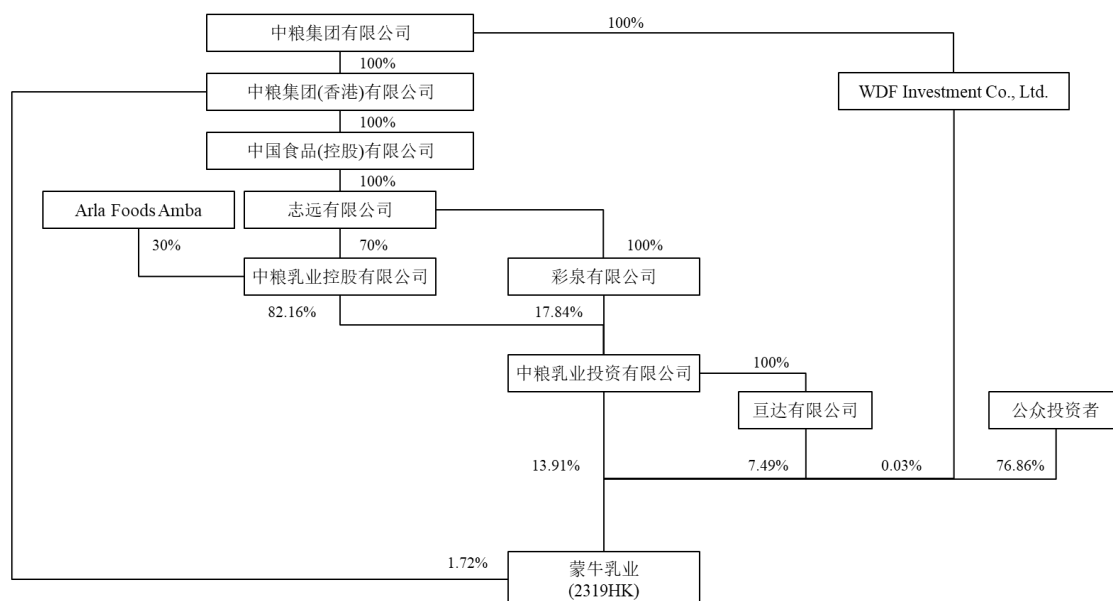 中粮集团有限公司
100%
100%
中粮集团(香港)有限公司
WDF Investment Co., Ltd.
100%
中国食品(控股)有限公司
100%
Arla Foods Amba
志远有限公司
30%
70%
100%
中粮乳业控股有限公司
彩泉有限公司
82.16%
17.84%
中粮乳业投资有限公司
100%
亘达有限公司
公众投资者
13.91%
7.49%
0.03%
76.86%
1.72%
蒙牛乳业
(2319HK)